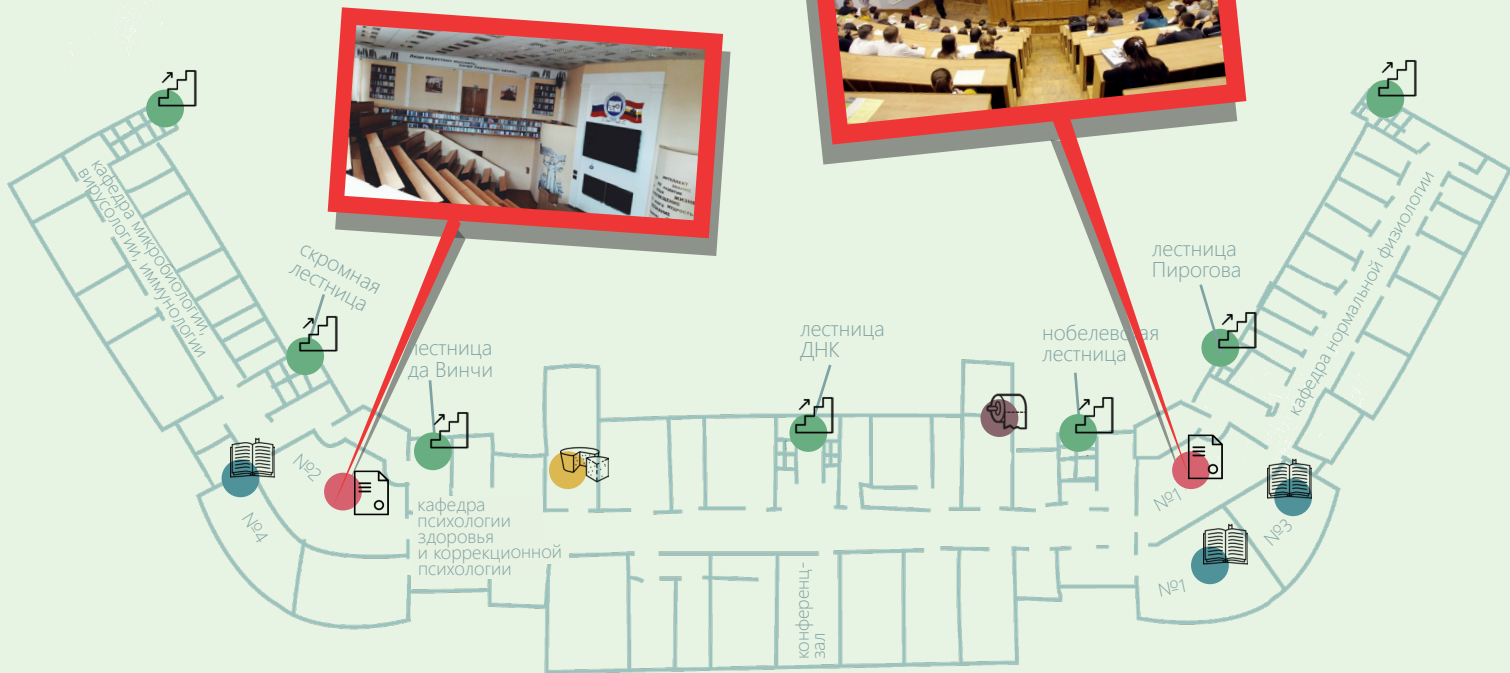 кафедра микробиологии,
вирусологии, иммунологии
скромная
лестница
лестница
да Винчи
лестница
ДНК
нобелевская
лестница
лестница
Пирогова
кафедра нормальной физиологии
№2
№4
кафедра
психологии
здоровья
и коррекционной
психологии
конференц-
зал
№1
№3
№1